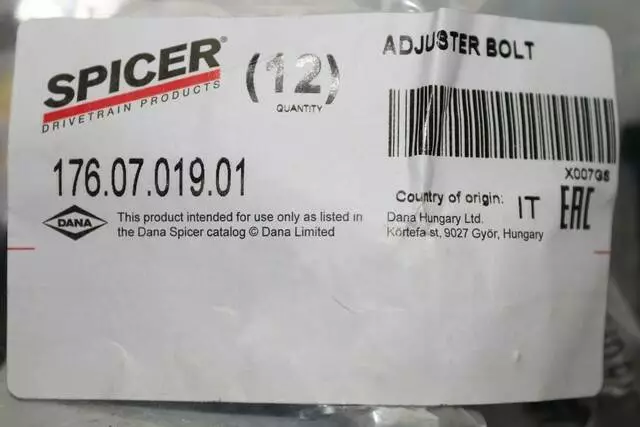 SPICER®
DRIVETRAIN PRODUCTS
(12)
QUANTITY
ADJUSTER BOLT
X007GS
176.07.019.01
DANA
This product intended for use only as listed in
the Dana Spicer catalog © Dana Limited
Country of origin: IT
Dana Hungary Ltd.
Körtefa st, 9027 Győr, Hungary
EAC